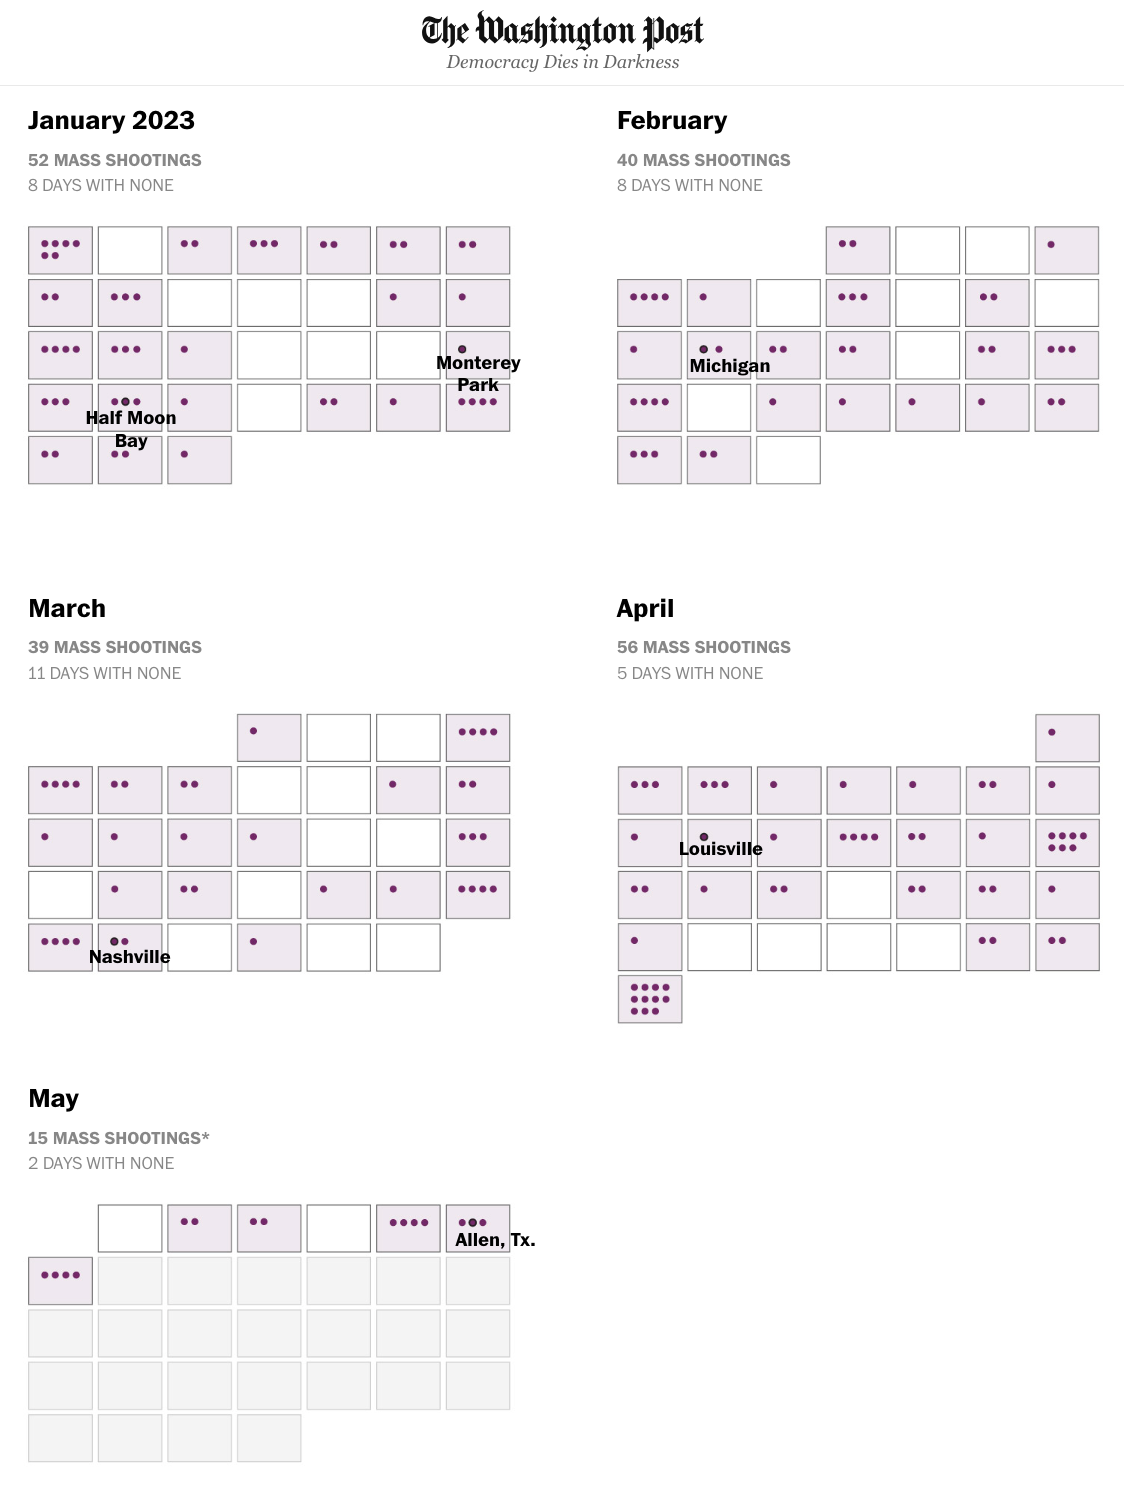 The Washington Post
Democracy Dies in Darkness
January 2023
52 MASS SHOOTINGS
8 DAYS WITH NONE
Monterey
Park
Half Moon
Bay
February
40 MASS SHOOTINGS
8 DAYS WITH NONE
Michigan
March
39 MASS SHOOTINGS
11 DAYS WITH NONE
Nashville
April
56 MASS SHOOTINGS
5 DAYS WITH NONE
Louisville
May
15 MASS SHOOTINGS*
2 DAYS WITH NONE
Allen, Tx.